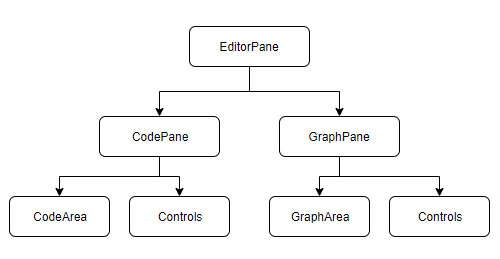 EditorPane
CodePane
GraphPane
CodeArea
Controls
GraphArea
Controls